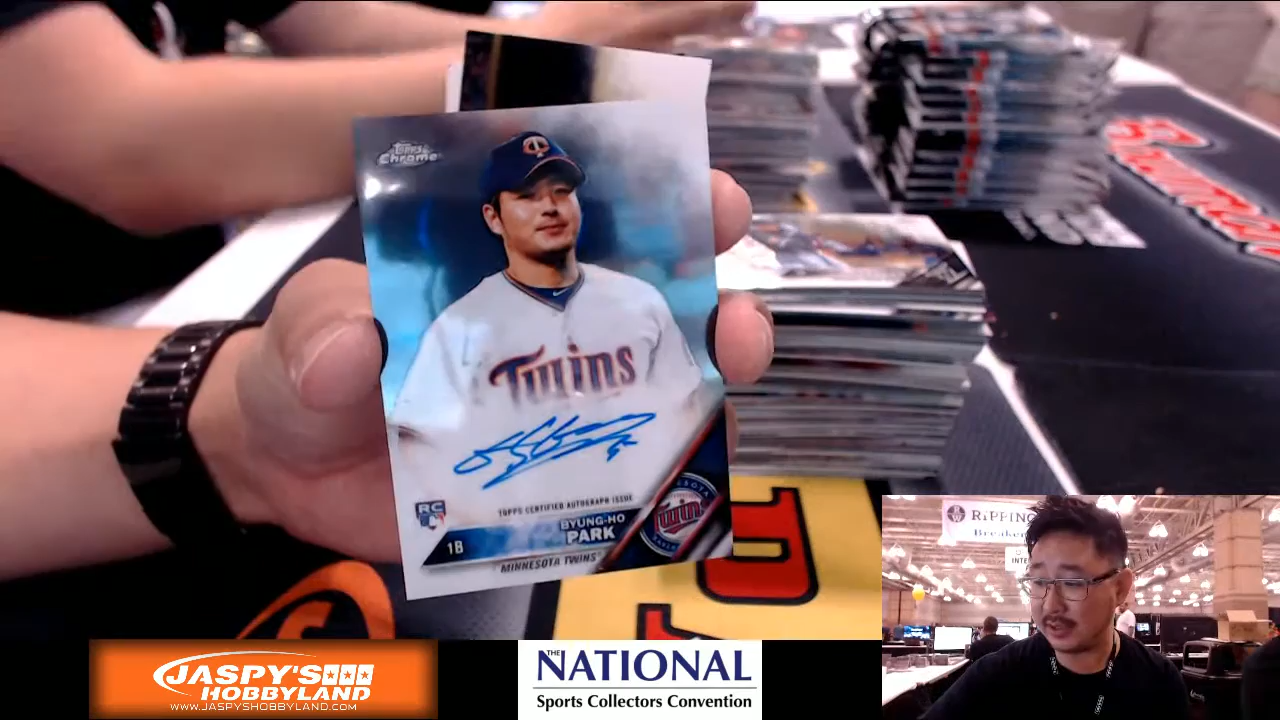 Topps
Chrome
Twins
TOPPS CERTIFIED AUTOGRAPH ISSUE
RC
BYUNG-HO
PARK
1B
MINNESOTA TWINS
Twins
RIPPING
Breaker
JASPY'S
HOBBYLAND
WWW.JASPYSHOBBYLAND.COM
THE
NATIONAL
Sports Collectors Convention